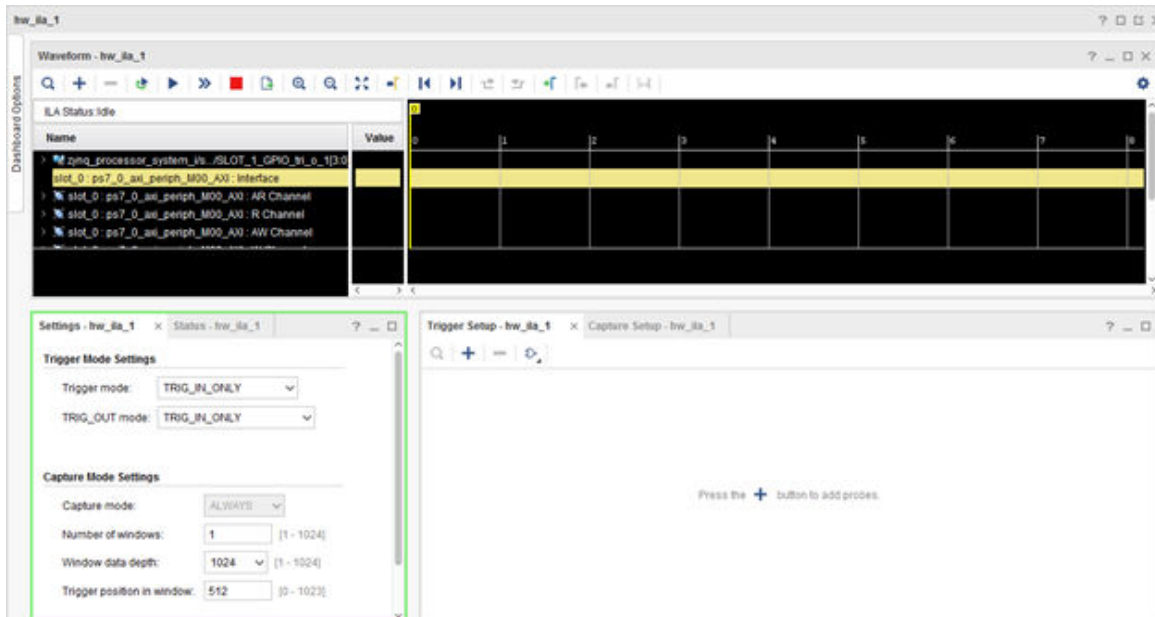 hw_ila_1
Dashboard Options
Waveform - hw_ila_1
ILA Status:Idle
Name Value
0
0 1 2 3 4 5 6 7 8
zynq_processor_system_i/s.../SLOT_1_GPIO_tri_o_1[3:0
slot_0 : ps7_0_axi_periph_M00_AXI : Interface
slot_0 : ps7_0_axi_periph_M00_AXI : AR Channel
slot_0 : ps7_0_axi_periph_M00_AXI : R Channel
slot_0 : ps7_0_axi_periph_M00_AXI : AW Channel
Settings - hw_ila_1 Status - hw_ila_1
Trigger Mode Settings
Trigger mode: TRIG_IN_ONLY
TRIG_OUT mode: TRIG_IN_ONLY
Capture Mode Settings
Capture mode: ALWAYS
Number of windows: 1 [1 - 1024]
Window data depth: 1024 [1 - 1024]
Trigger position in window: 512 [0 - 1023]
Trigger Setup - hw_ila_1 Capture Setup - hw_ila_1
Press the + button to add probes.